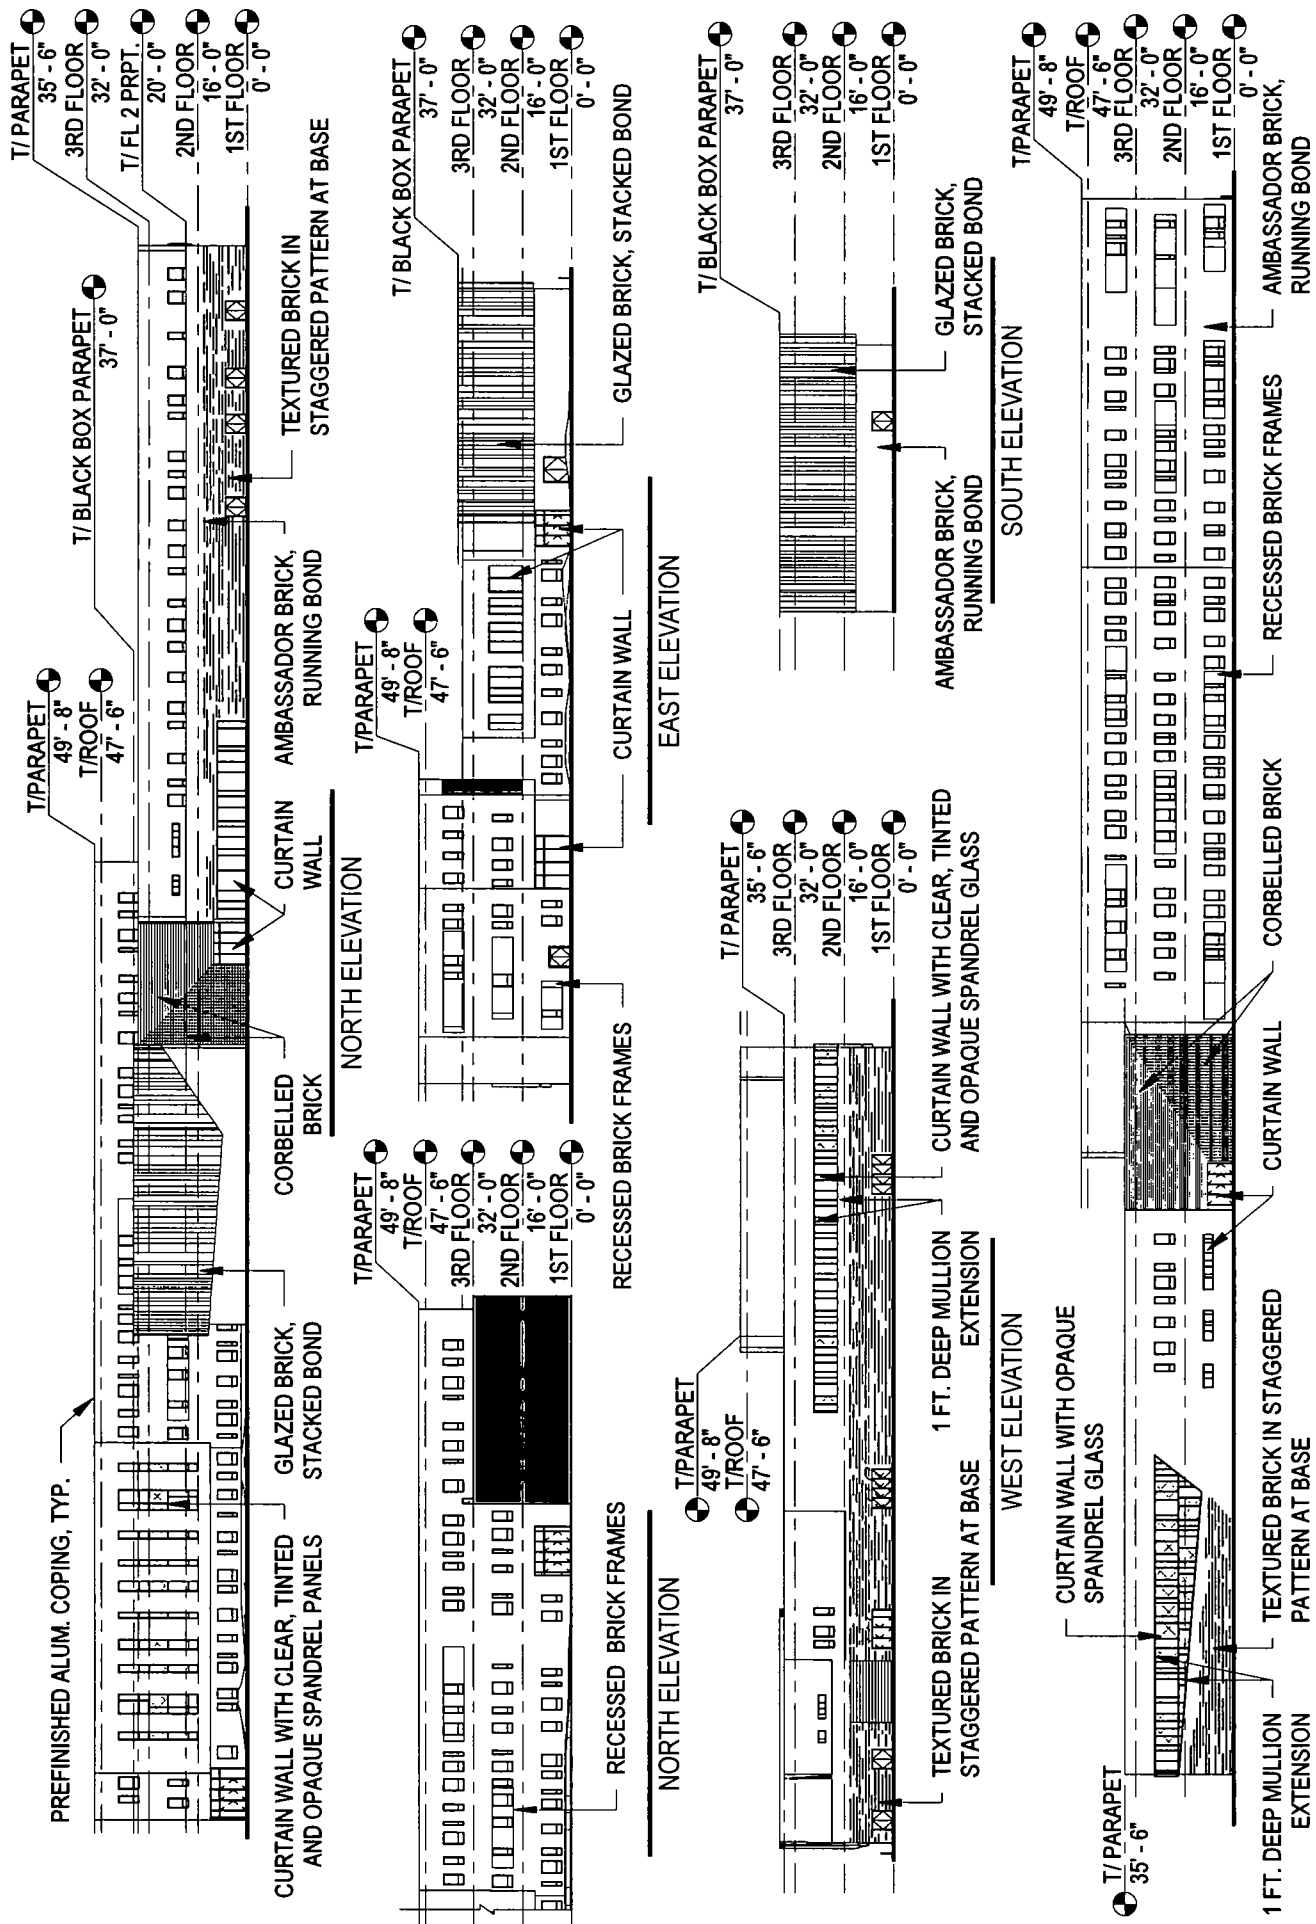 PREFINISHED ALUM. COPING, TYP.
T/PARAPET
49' - 8"
T/ROOF
47' - 6"
T/ BLACK BOX PARAPET
37' - 0"
T/ PARAPET
35' - 6"
3RD FLOOR
32' - 0"
T/ FL 2 PRPT.
20' - 0"
2ND FLOOR
16' - 0"
1ST FLOOR
0' - 0"
CURTAIN WALL WITH CLEAR, TINTED
AND OPAQUE SPANDREL PANELS
GLAZED BRICK,
STACKED BOND
CORBELLED
BRICK
CURTAIN
WALL
AMBASSADOR BRICK,
RUNNING BOND
TEXTURED BRICK IN
STAGGERED PATTERN AT BASE
NORTH ELEVATION
T/PARAPET
49' - 8"
T/ROOF
47' - 6"
3RD FLOOR
32' - 0"
2ND FLOOR
16' - 0"
1ST FLOOR
0' - 0"
RECESSED BRICK FRAMES
NORTH ELEVATION
T/PARAPET
49' - 8"
T/ROOF
47' - 6"
T/ BLACK BOX PARAPET
37' - 0"
3RD FLOOR
32' - 0"
2ND FLOOR
16' - 0"
1ST FLOOR
0' - 0"
RECESSED BRICK FRAMES
CURTAIN WALL
GLAZED BRICK, STACKED BOND
EAST ELEVATION
T/PARAPET
49' - 8"
T/ROOF
47' - 6"
T/ PARAPET
35' - 6"
3RD FLOOR
32' - 0"
2ND FLOOR
16' - 0"
1ST FLOOR
0' - 0"
TEXTURED BRICK IN
STAGGERED PATTERN AT BASE
1 FT. DEEP MULLION
EXTENSION
CURTAIN WALL WITH CLEAR, TINTED
AND OPAQUE SPANDREL GLASS
WEST ELEVATION
T/ BLACK BOX PARAPET
37' - 0"
3RD FLOOR
32' - 0"
2ND FLOOR
16' - 0"
1ST FLOOR
0' - 0"
AMBASSADOR BRICK,
RUNNING BOND
GLAZED BRICK,
STACKED BOND
SOUTH ELEVATION
T/ PARAPET
35' - 6"
CURTAIN WALL WITH OPAQUE
SPANDREL GLASS
T/PARAPET
49' - 8"
T/ROOF
47' - 6"
3RD FLOOR
32' - 0"
2ND FLOOR
16' - 0"
1ST FLOOR
0' - 0"
1 FT. DEEP MULLION
EXTENSION
TEXTURED BRICK IN STAGGERED
PATTERN AT BASE
CURTAIN WALL
CORBELLED BRICK
RECESSED BRICK FRAMES
AMBASSADOR BRICK,
RUNNING BOND